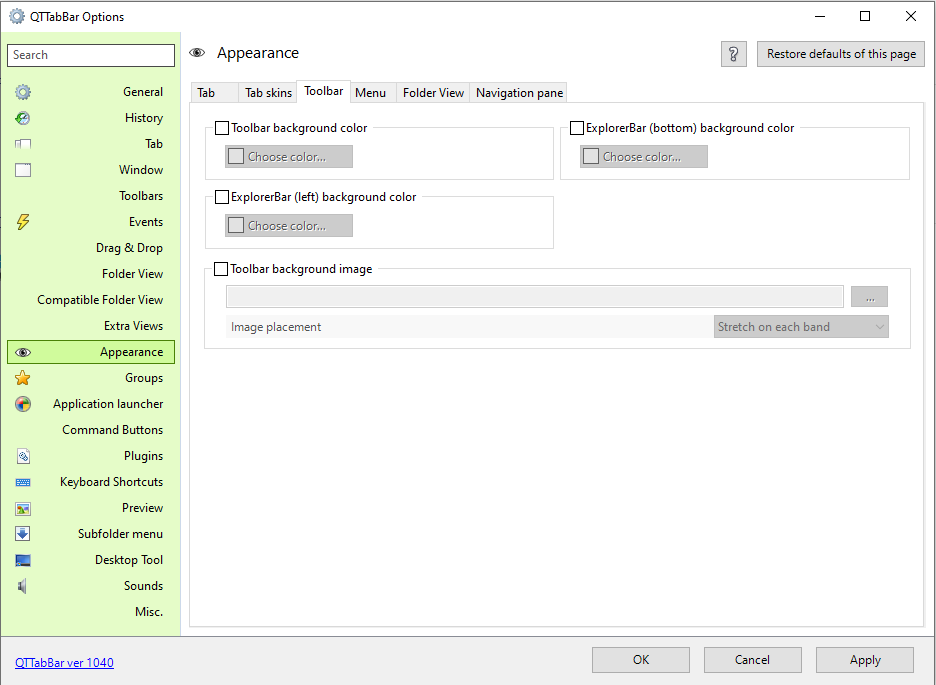 QTTabBar Options
Search
General
History
Tab
Window
Toolbars
Events
Drag & Drop
Folder View
Compatible Folder View
Extra Views
Appearance
Groups
Application launcher
Command Buttons
Plugins
Keyboard Shortcuts
Preview
Subfolder menu
Desktop Tool
Sounds
Misc.
Appearance
?
Restore defaults of this page
Tab Tab skins Toolbar Menu Folder View Navigation pane
Toolbar background color
Choose color...
ExplorerBar (bottom) background color
Choose color...
ExplorerBar (left) background color
Choose color...
Toolbar background image
...
Image placement Stretch on each band
QTTabBar ver 1040
OK Cancel Apply